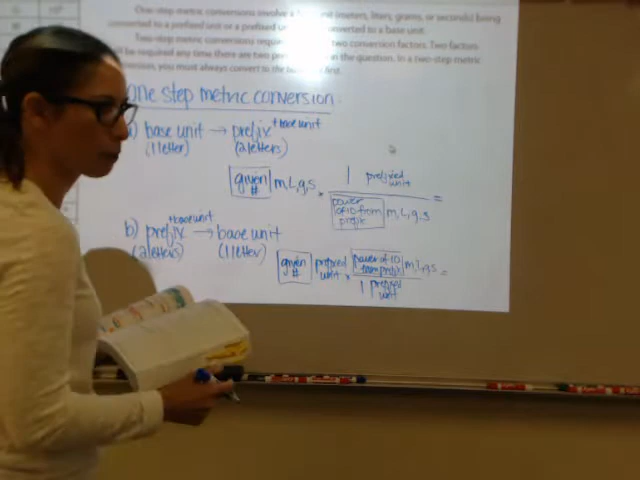 One-step metric conversions involve a base unit (meters, liters, grams, or seconds) being
converted to a prefixed unit or a prefixed unit being converted to a base unit.
Two-step metric conversions require two conversion factors. Two factors
will be required any time there are two in the question. In a two-step metric
conversion, you must always convert to the first.
One step metric conversion:
a) base unit → prefix + base unit
(1 letter) (2 letters)
given # m, L, g, s × 1 prefixed unit =
power of 10 from prefix m, L, g, s
b) prefix + base unit → base unit
(2 letters) (1 letter)
given # prefixed unit × power of 10 from prefix m, L, g, s =
1 prefixed unit